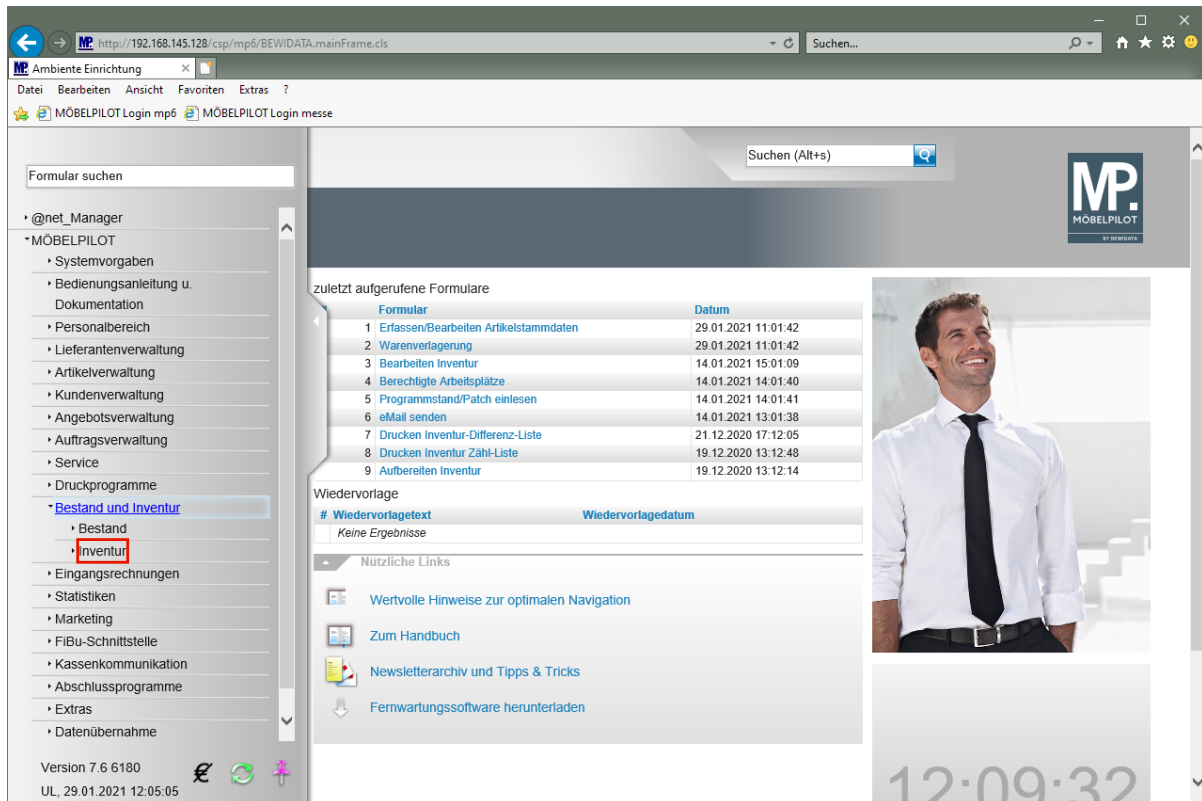 http://192.168.145.128/csp/mp6/BEWIDATA.mainFrame.cls
Suchen...
MP. Ambiente Einrichtung
Datei Bearbeiten Ansicht Favoriten Extras ?
MÖBELPILOT Login mp6 MÖBELPILOT Login messe
Formular suchen
@net_Manager
MÖBELPILOT
Systemvorgaben
Bedienungsanleitung u.
Dokumentation
Personalbereich
Lieferantenverwaltung
Artikelverwaltung
Kundenverwaltung
Angebotsverwaltung
Auftragsverwaltung
Service
Druckprogramme
Bestand und Inventur
Bestand
Inventur
Eingangsrechnungen
Statistiken
Marketing
FiBu-Schnittstelle
Kassenkommunikation
Abschlussprogramme
Extras
Datenübernahme
Version 7.6 6180
UL, 29.01.2021 12:05:05
Suchen (Alt+s)
MP.
MÖBELPILOT
BY BEWIDATA
zuletzt aufgerufene Formulare
Formular Datum
1 Erfassen/Bearbeiten Artikelstammdaten 29.01.2021 11:01:42
2 Warenverlagerung 29.01.2021 11:01:42
3 Bearbeiten Inventur 14.01.2021 15:01:09
4 Berechtigte Arbeitsplätze 14.01.2021 14:01:40
5 Programmstand/Patch einlesen 14.01.2021 14:01:41
6 eMail senden 14.01.2021 13:01:38
7 Drucken Inventur-Differenz-Liste 21.12.2020 17:12:05
8 Drucken Inventur Zähl-Liste 19.12.2020 13:12:48
9 Aufbereiten Inventur 19.12.2020 13:12:14
Wiedervorlage
# Wiedervorlagetext Wiedervorlagedatum
Keine Ergebnisse
Nützliche Links
Wertvolle Hinweise zur optimalen Navigation
Zum Handbuch
Newsletterarchiv und Tipps & Tricks
Fernwartungssoftware herunterladen
12:09:32